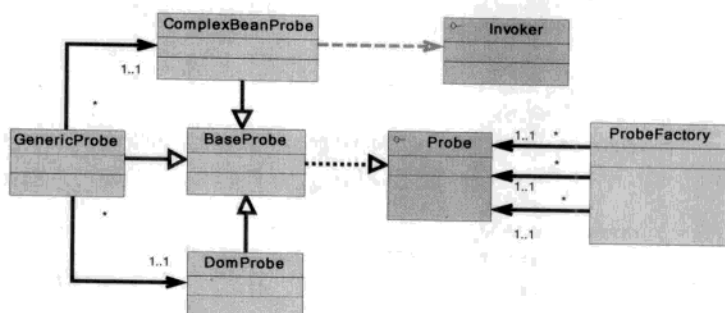 ComplexBeanProbe
Invoker
1..1
*
GenericProbe
BaseProbe
Probe
ProbeFactory
1..1
*
*
1..1
*
1..1
*
1..1
DomProbe